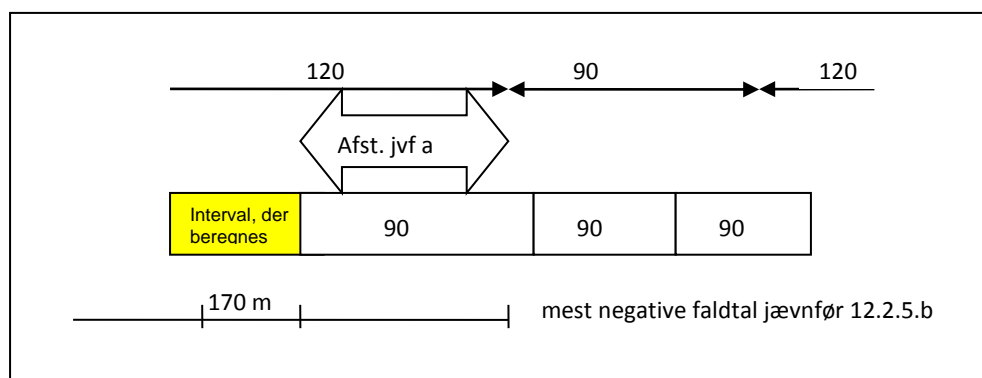 120 90 120
Afst. jvf a
Interval, der
beregnes
90 90 90
170 m
mest negative faldtal jævnfør 12.2.5.b